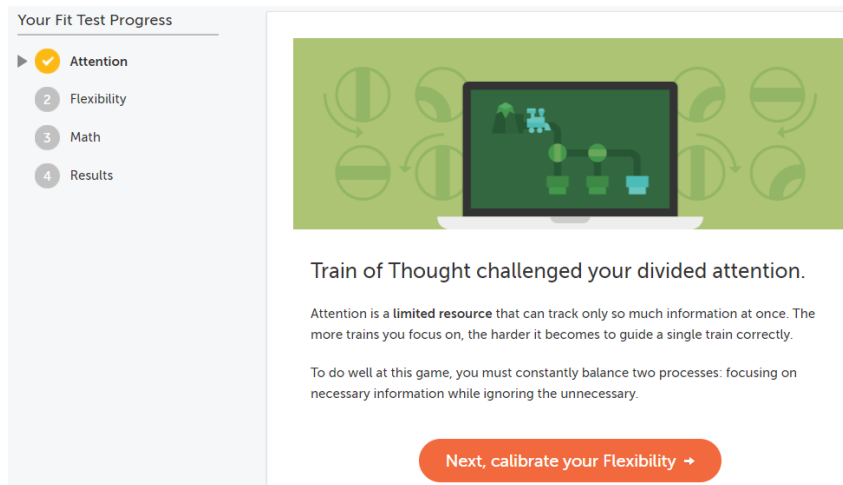 Your Fit Test Progress
Attention
2 Flexibility
3 Math
4 Results
Train of Thought challenged your divided attention.
Attention is a limited resource that can track only so much information at once. The
more trains you focus on, the harder it becomes to guide a single train correctly.
To do well at this game, you must constantly balance two processes: focusing on
necessary information while ignoring the unnecessary.
Next, calibrate your Flexibility →